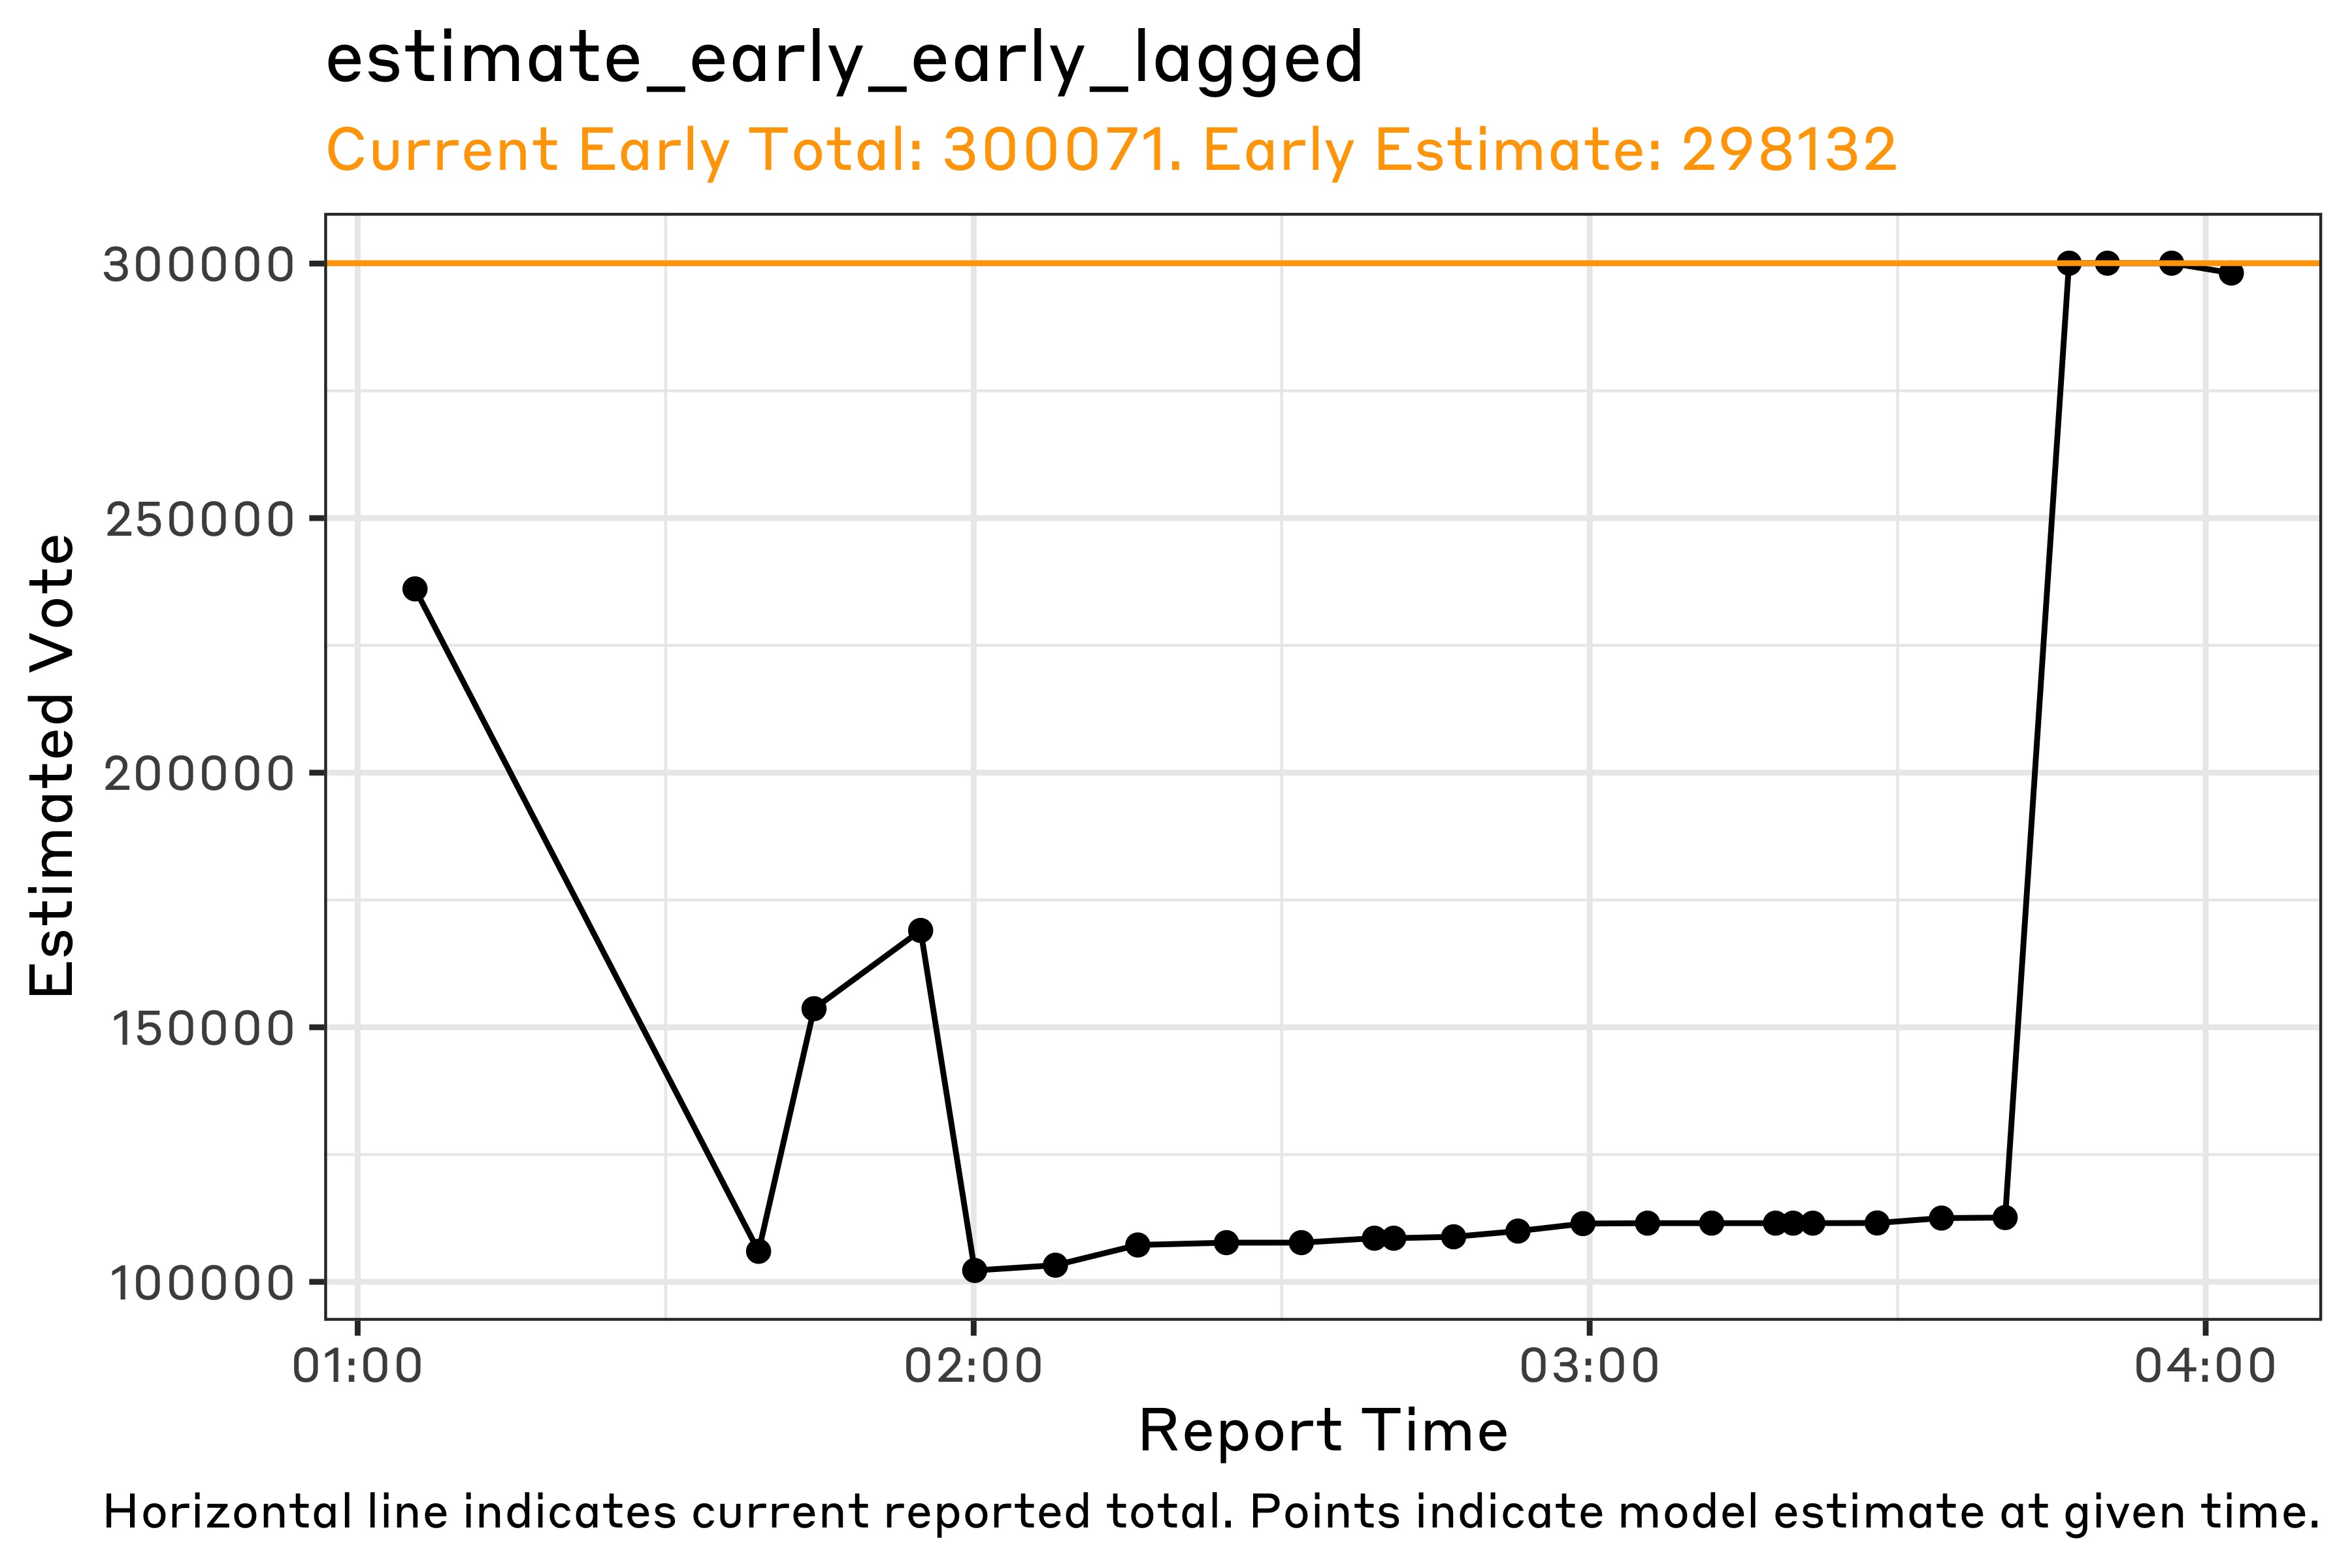 estimate_early_early_lagged
Current Early Total: 300071. Early Estimate: 298132
Estimated Vote
300000
250000
200000
150000
100000
01:00 02:00 03:00 04:00
Report Time
Horizontal line indicates current reported total. Points indicate model estimate at given time.